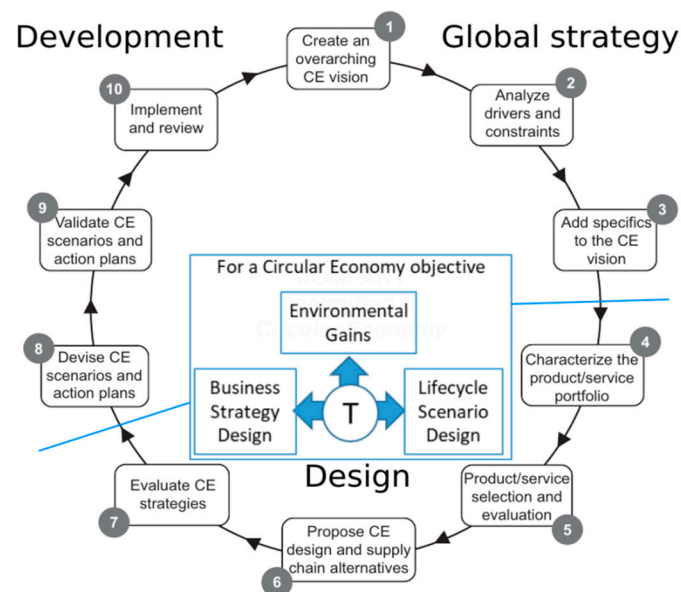 Development
Global strategy
1
Create an
overarching
CE vision
2
Analyze
drivers and
constraints
3
Add specifics
to the CE
vision
4
Characterize the
product/service
portfolio
Product/service
selection and
evaluation
5
Propose CE
design and supply
chain alternatives
6
Evaluate CE
strategies
7
8
Devise CE
scenarios and
action plans
9
Validate CE
scenarios and
action plans
10
Implement
and review
For a Circular Economy objective
Environmental
Gains
Business
Strategy
Design
T
Lifecycle
Scenario
Design
Design